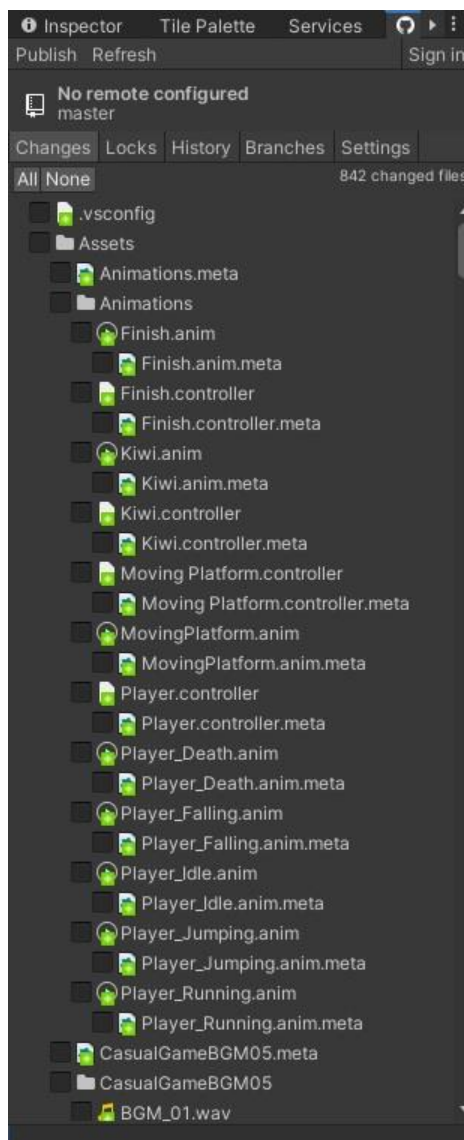 Inspector Tile Palette Services
Publish Refresh Sign in
No remote configured
master
Changes Locks History Branches Settings
All None 842 changed files
.vsconfig
Assets
Animations.meta
Animations
Finish.anim
Finish.anim.meta
Finish.controller
Finish.controller.meta
Kiwi.anim
Kiwi.anim.meta
Kiwi.controller
Kiwi.controller.meta
Moving Platform.controller
Moving Platform.controller.meta
MovingPlatform.anim
MovingPlatform.anim.meta
Player.controller
Player.controller.meta
Player_Death.anim
Player_Death.anim.meta
Player_Falling.anim
Player_Falling.anim.meta
Player_Idle.anim
Player_Idle.anim.meta
Player_Jumping.anim
Player_Jumping.anim.meta
Player_Running.anim
Player_Running.anim.meta
CasualGameBGM05.meta
CasualGameBGM05
BGM_01.wav